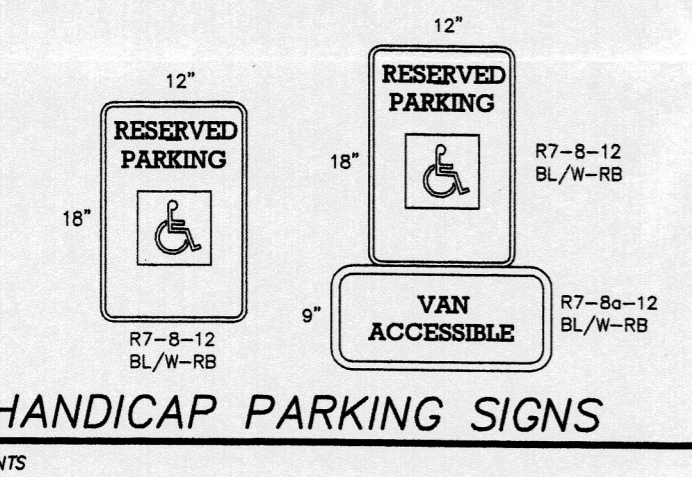 12"
RESERVED
PARKING
18"
R7-8-12
BL/W-RB
12"
RESERVED
PARKING
18"
R7-8-12
BL/W-RB
9"
VAN
ACCESSIBLE
R7-8a-12
BL/W-RB
HANDICAP PARKING SIGNS
NTS